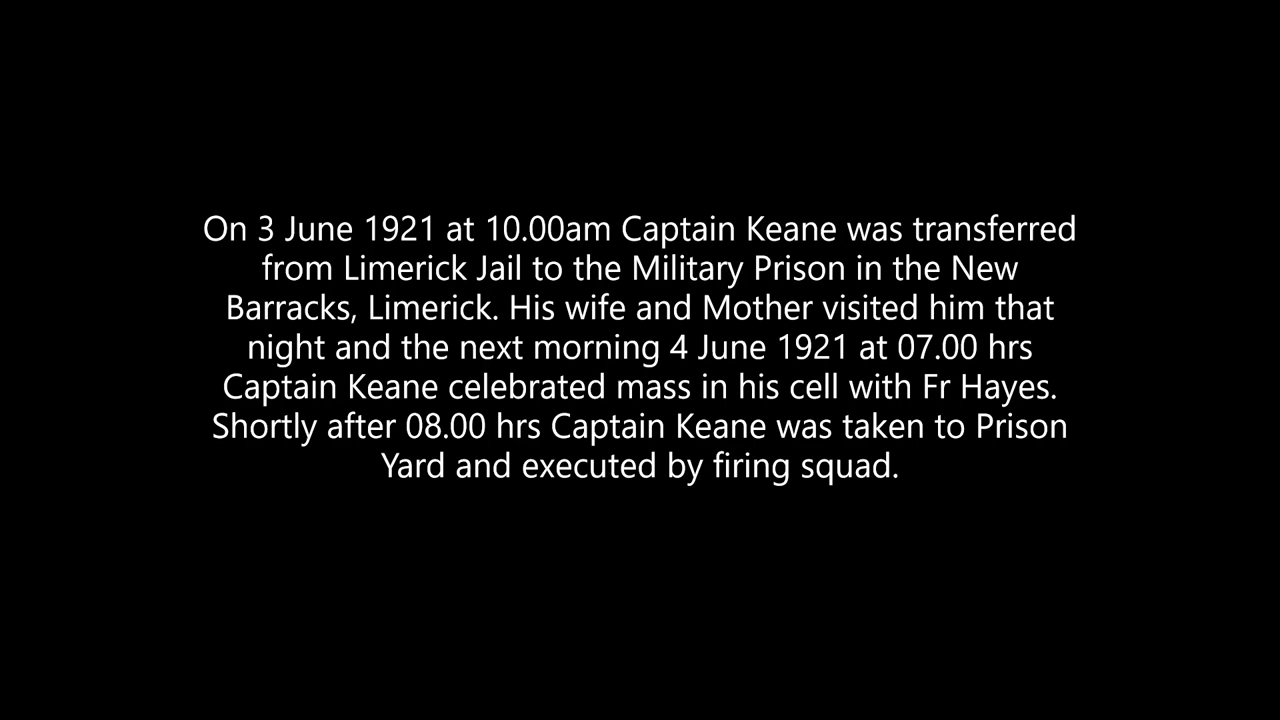 On 3 June 1921 at 10.00am Captain Keane was transferred
from Limerick Jail to the Military Prison in the New
Barracks, Limerick. His wife and Mother visited him that
night and the next morning 4 June 1921 at 07.00 hrs
Captain Keane celebrated mass in his cell with Fr Hayes.
Shortly after 08.00 hrs Captain Keane was taken to Prison
Yard and executed by firing squad.